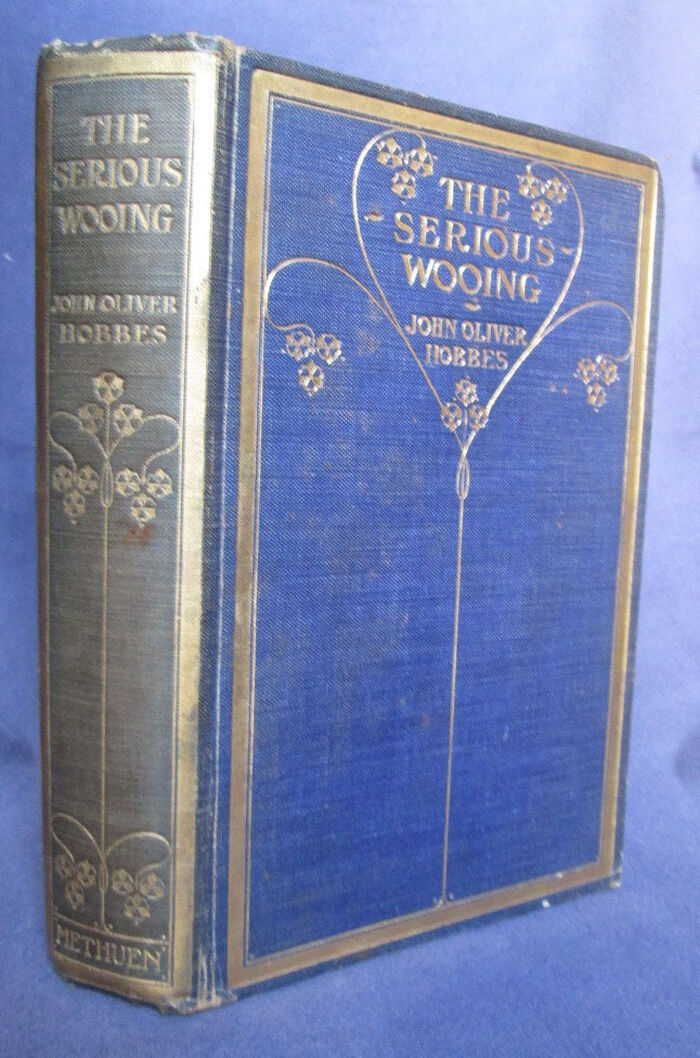 THE
SERIOUS
WOOING
JOHN OLIVER
HOBBES
METHUEN
THE
SERIOUS
WOOING
JOHN OLIVER
HOBBES